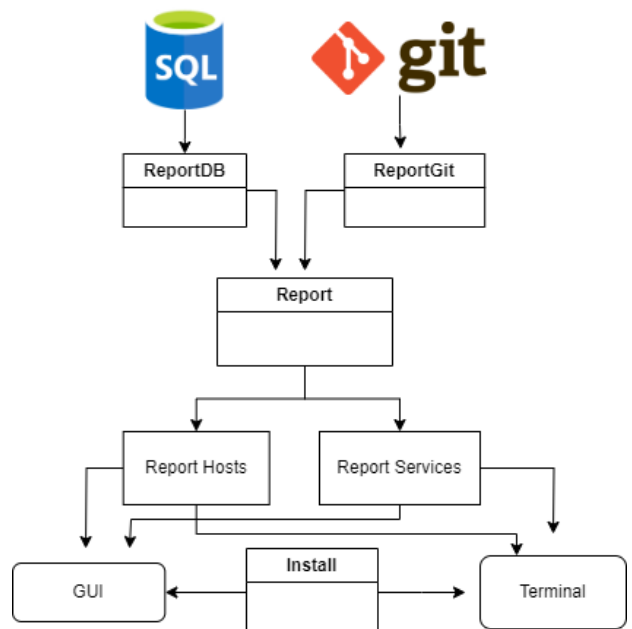 SQL
git
ReportDB
ReportGit
Report
Report Hosts
Report Services
Install
GUI
Terminal